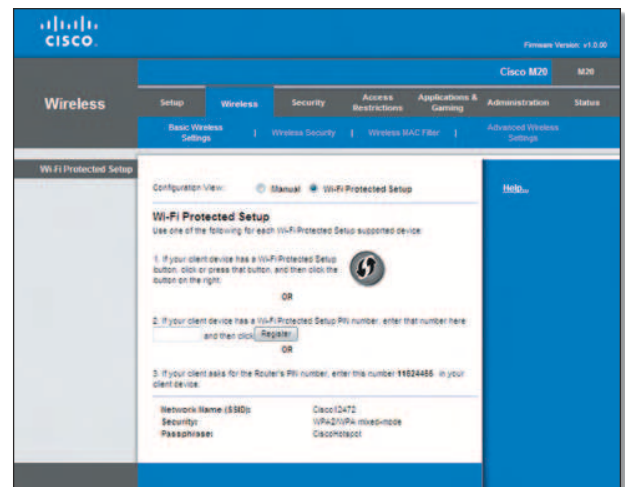 CISCO
Firmware Version: v1.0.00
Cisco M20 M20
Wireless
Setup Wireless Security Access Restrictions Applications & Gaming Administration Status
Basic Wireless Settings | Wireless Security | Wireless MAC Filter | Advanced Wireless Settings
Wi-Fi Protected Setup
Configuration View: Manual Wi-Fi Protected Setup
Help...
Wi-Fi Protected Setup
Use one of the following for each Wi-Fi Protected Setup supported device:
1. If your client device has a Wi-Fi Protected Setup
button, click or press that button, and then click the
button on the right.
OR
2. If your client device has a Wi-Fi Protected Setup PIN number, enter that number here
and then click Register
OR
3. If your client asks for the Router's PIN number, enter this number in your
client device.
Network Name (SSID): Cisco12472
Security: WPA2/WPA mixed-mode
Passphrase: CiscoHotspot